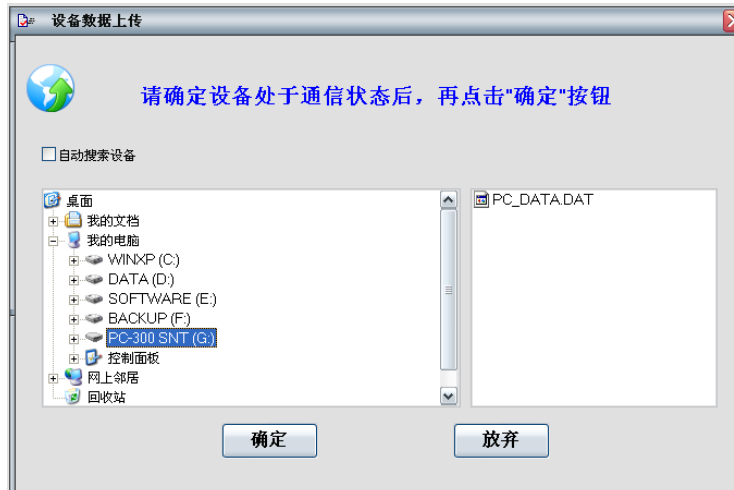 设备数据上传
请确定设备处于通信状态后，再点击"确定"按钮
自动搜索设备
桌面
我的文档
我的电脑
WINXP (C:)
DATA (D:)
SOFTWARE (E:)
BACKUP (F:)
PC-300 SNT (G:)
控制面板
网上邻居
回收站
PC_DATA.DAT
确定
放弃